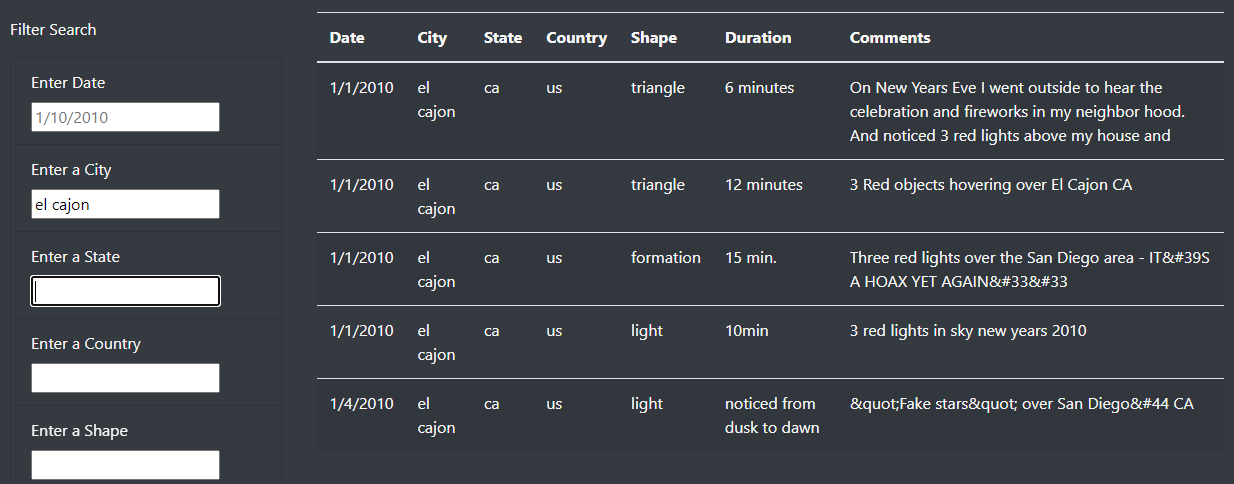 Filter Search
Enter Date
1/10/2010
Enter a City
el cajon
Enter a State
Enter a Country
Enter a Shape
Date City State Country Shape Duration Comments
1/1/2010 el cajon ca us triangle 6 minutes On New Years Eve I went outside to hear the
celebration and fireworks in my neighbor hood.
And noticed 3 red lights above my house and
1/1/2010 el cajon ca us triangle 12 minutes 3 Red objects hovering over El Cajon CA
1/1/2010 el cajon ca us formation 15 min. Three red lights over the San Diego area - IT&#39S
A HOAX YET AGAIN&#33&#33
1/1/2010 el cajon ca us light 10min 3 red lights in sky new years 2010
1/4/2010 el cajon ca us light noticed from dusk to dawn &quot;Fake stars&quot; over San Diego&#44 CA